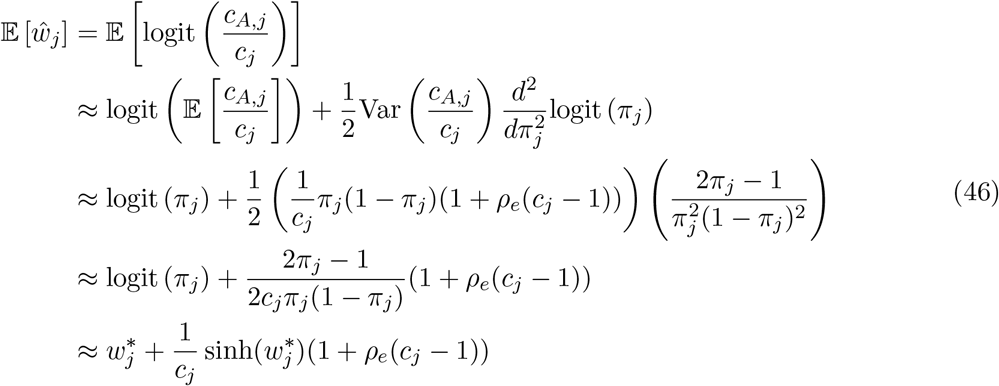 𝔼 [ŵ_j] = 𝔼 [logit (c_{A,j} / c_j)]
≈ logit (𝔼 [c_{A,j} / c_j]) + 1/2 Var (c_{A,j} / c_j) d²/dπ_j² logit (π_j)
≈ logit (π_j) + 1/2 (1/c_j π_j(1 − π_j)(1 + ρ_e(c_j − 1))) ((2π_j − 1) / (π_j²(1 − π_j)²)) (46)
≈ logit (π_j) + (2π_j − 1) / (2c_jπ_j(1 − π_j)) (1 + ρ_e(c_j − 1))
≈ w_j^* + 1/c_j sinh(w_j^*)(1 + ρ_e(c_j − 1))